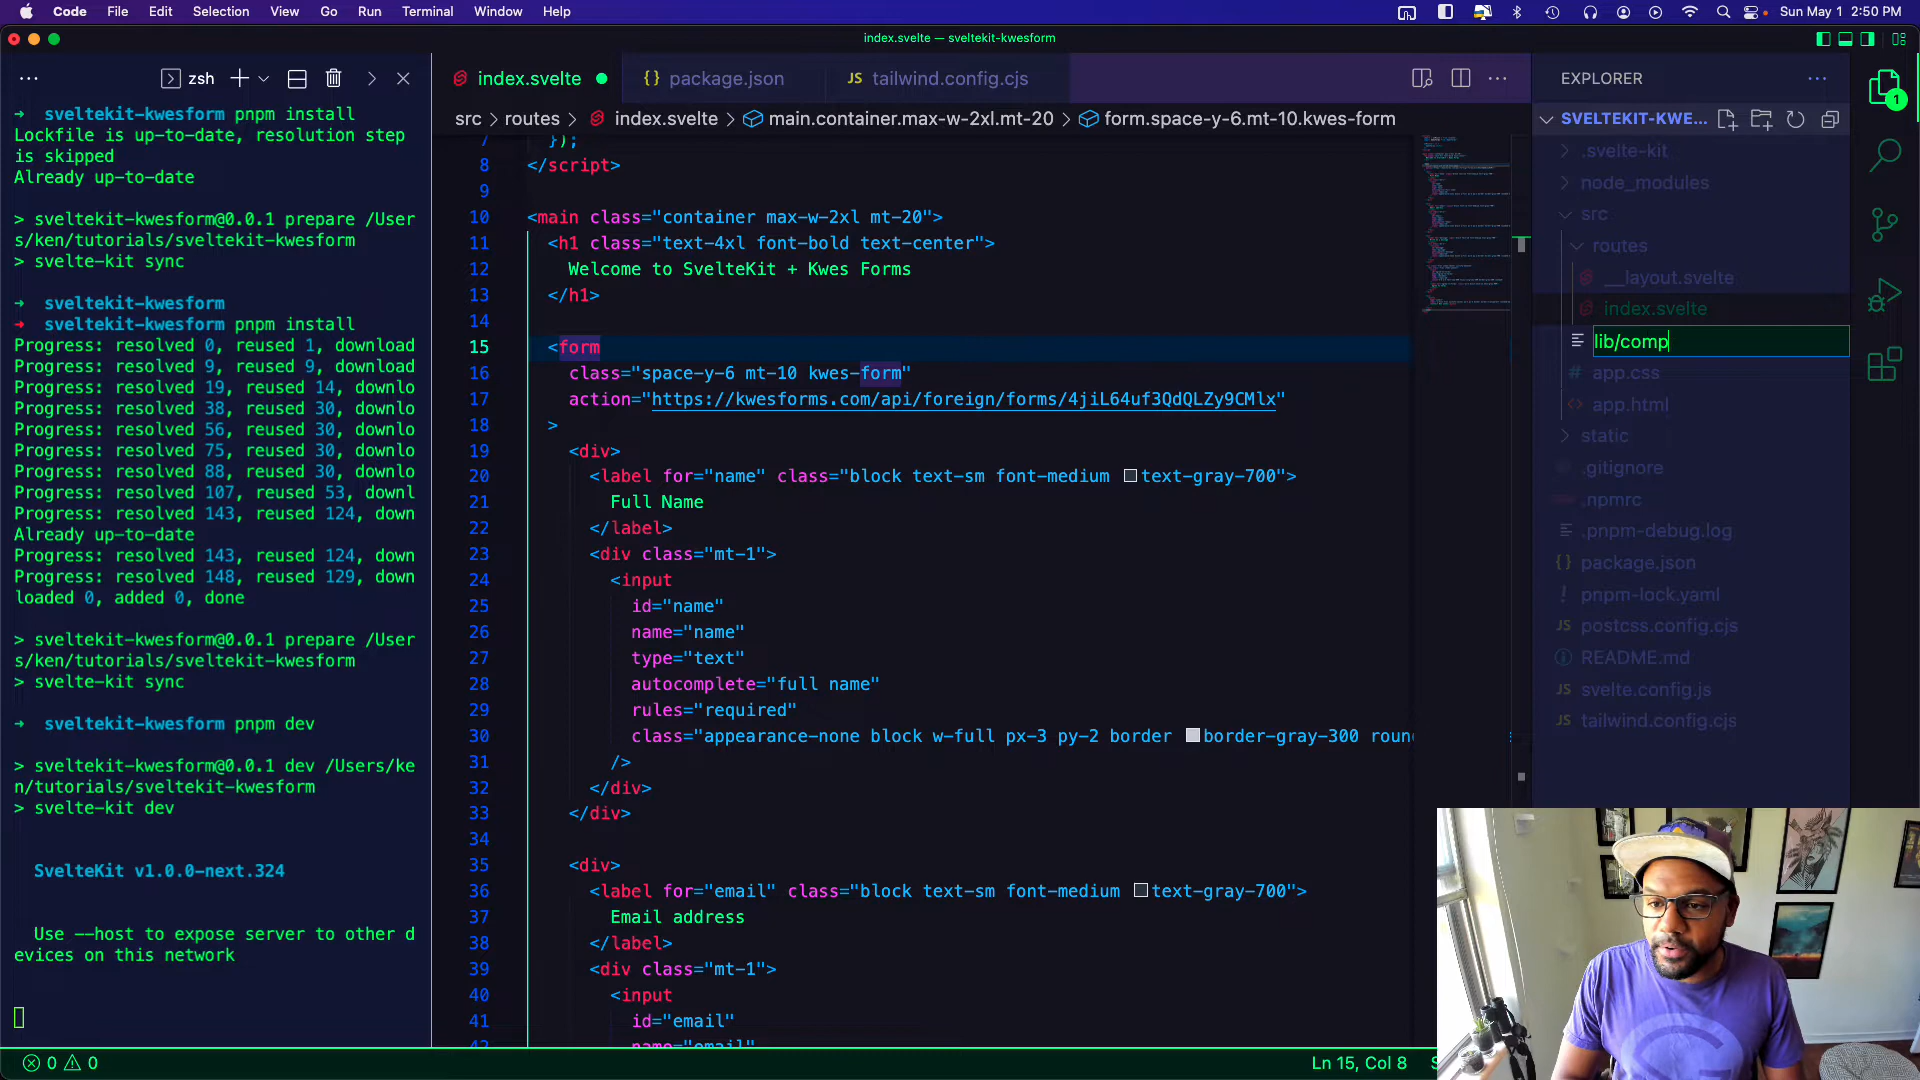 Code File Edit Selection View Go Run Terminal Window Help Sun May 1 2:50 PM
index.svelte — sveltekit-kwesform
zsh
sveltekit-kwesform pnpm install
Lockfile is up-to-date, resolution step
is skipped
Already up-to-date
> sveltekit-kwesform@0.0.1 prepare /User
s/ken/tutorials/sveltekit-kwesform
> svelte-kit sync
→ sveltekit-kwesform
→ sveltekit-kwesform pnpm install
Progress: resolved 0, reused 1, download
Progress: resolved 9, reused 9, download
Progress: resolved 19, reused 14, downlo
Progress: resolved 38, reused 30, downlo
Progress: resolved 56, reused 30, downlo
Progress: resolved 75, reused 30, downlo
Progress: resolved 88, reused 30, downlo
Progress: resolved 107, reused 53, downl
Progress: resolved 143, reused 124, down
Already up-to-date
Progress: resolved 143, reused 124, down
Progress: resolved 148, reused 129, down
loaded 0, added 0, done
> sveltekit-kwesform@0.0.1 prepare /User
s/ken/tutorials/sveltekit-kwesform
> svelte-kit sync
→ sveltekit-kwesform pnpm dev
> sveltekit-kwesform@0.0.1 dev /Users/ke
n/tutorials/sveltekit-kwesform
> svelte-kit dev
SvelteKit v1.0.0-next.324
Use --host to expose server to other d
evices on this network
index.svelte {} package.json JS tailwind.config.cjs
src > routes > index.svelte > main.container.max-w-2xl.mt-20 > form.space-y-6.mt-10.kwes-form
7 });
8 </script>
9
10 <main class="container max-w-2xl mt-20">
11 <h1 class="text-4xl font-bold text-center">
12 Welcome to SvelteKit + Kwes Forms
13 </h1>
14
15 <form
16 class="space-y-6 mt-10 kwes-form"
17 action="https://kwesforms.com/api/foreign/forms/4jiL64uf3QdQLZy9CMlx"
18 >
19 <div>
20 <label for="name" class="block text-sm font-medium text-gray-700">
21 Full Name
22 </label>
23 <div class="mt-1">
24 <input
25 id="name"
26 name="name"
27 type="text"
28 autocomplete="full name"
29 rules="required"
30 class="appearance-none block w-full px-3 py-2 border border-gray-300 roun
31 />
32 </div>
33 </div>
34
35 <div>
36 <label for="email" class="block text-sm font-medium text-gray-700">
37 Email address
38 </label>
39 <div class="mt-1">
40 <input
41 id="email"
42 name="email"
EXPLORER
SVELTEKIT-KWE...
.svelte-kit
node_modules
src
routes
__layout.svelte
index.svelte
lib/comp
# app.css
<> app.html
static
.gitignore
.npmrc
.pnpm-debug.log
{} package.json
! pnpm-lock.yaml
JS postcss.config.cjs
README.md
JS svelte.config.js
JS tailwind.config.cjs
1
0 0
Ln 15, Col 8